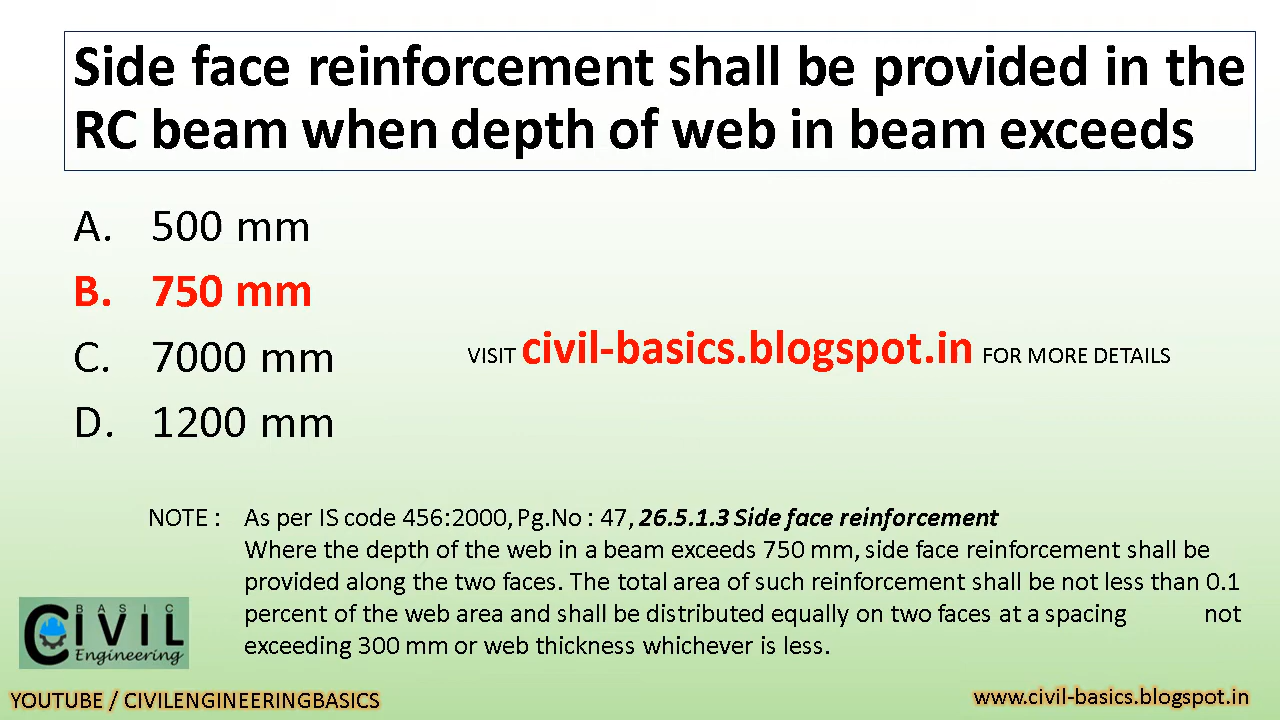 Side face reinforcement shall be provided in the
RC beam when depth of web in beam exceeds
A. 500 mm
B. 750 mm
C. 7000 mm
D. 1200 mm
VISIT civil-basics.blogspot.in FOR MORE DETAILS
NOTE : As per IS code 456:2000, Pg.No : 47, 26.5.1.3 Side face reinforcement
Where the depth of the web in a beam exceeds 750 mm, side face reinforcement shall be
provided along the two faces. The total area of such reinforcement shall be not less than 0.1
percent of the web area and shall be distributed equally on two faces at a spacing not
exceeding 300 mm or web thickness whichever is less.
BASIC
CIVIL
Engineering
YOUTUBE / CIVILENGINEERINGBASICS
www.civil-basics.blogspot.in